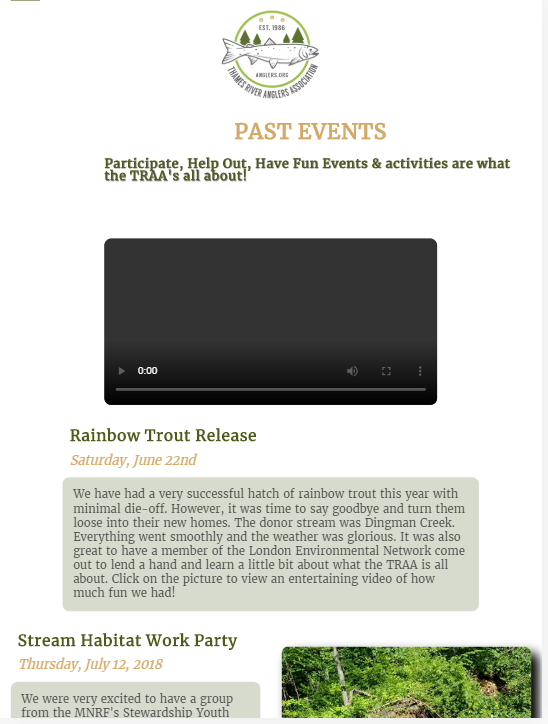 EST. 1986
ANGLERS.ORG
THAMES RIVER ANGLERS ASSOCIATION
PAST EVENTS
Participate, Help Out, Have Fun Events & activities are what
the TRAA's all about!
0:00
Rainbow Trout Release
Saturday, June 22nd
We have had a very successful hatch of rainbow trout this year with
minimal die-off. However, it was time to say goodbye and turn them
loose into their new homes. The donor stream was Dingman Creek.
Everything went smoothly and the weather was glorious. It was also
great to have a member of the London Environmental Network come
out to lend a hand and learn a little bit about what the TRAA is all
about. Click on the picture to view an entertaining video of how
much fun we had!
Stream Habitat Work Party
Thursday, July 12, 2018
We were very excited to have a group
from the MNRF's Stewardship Youth